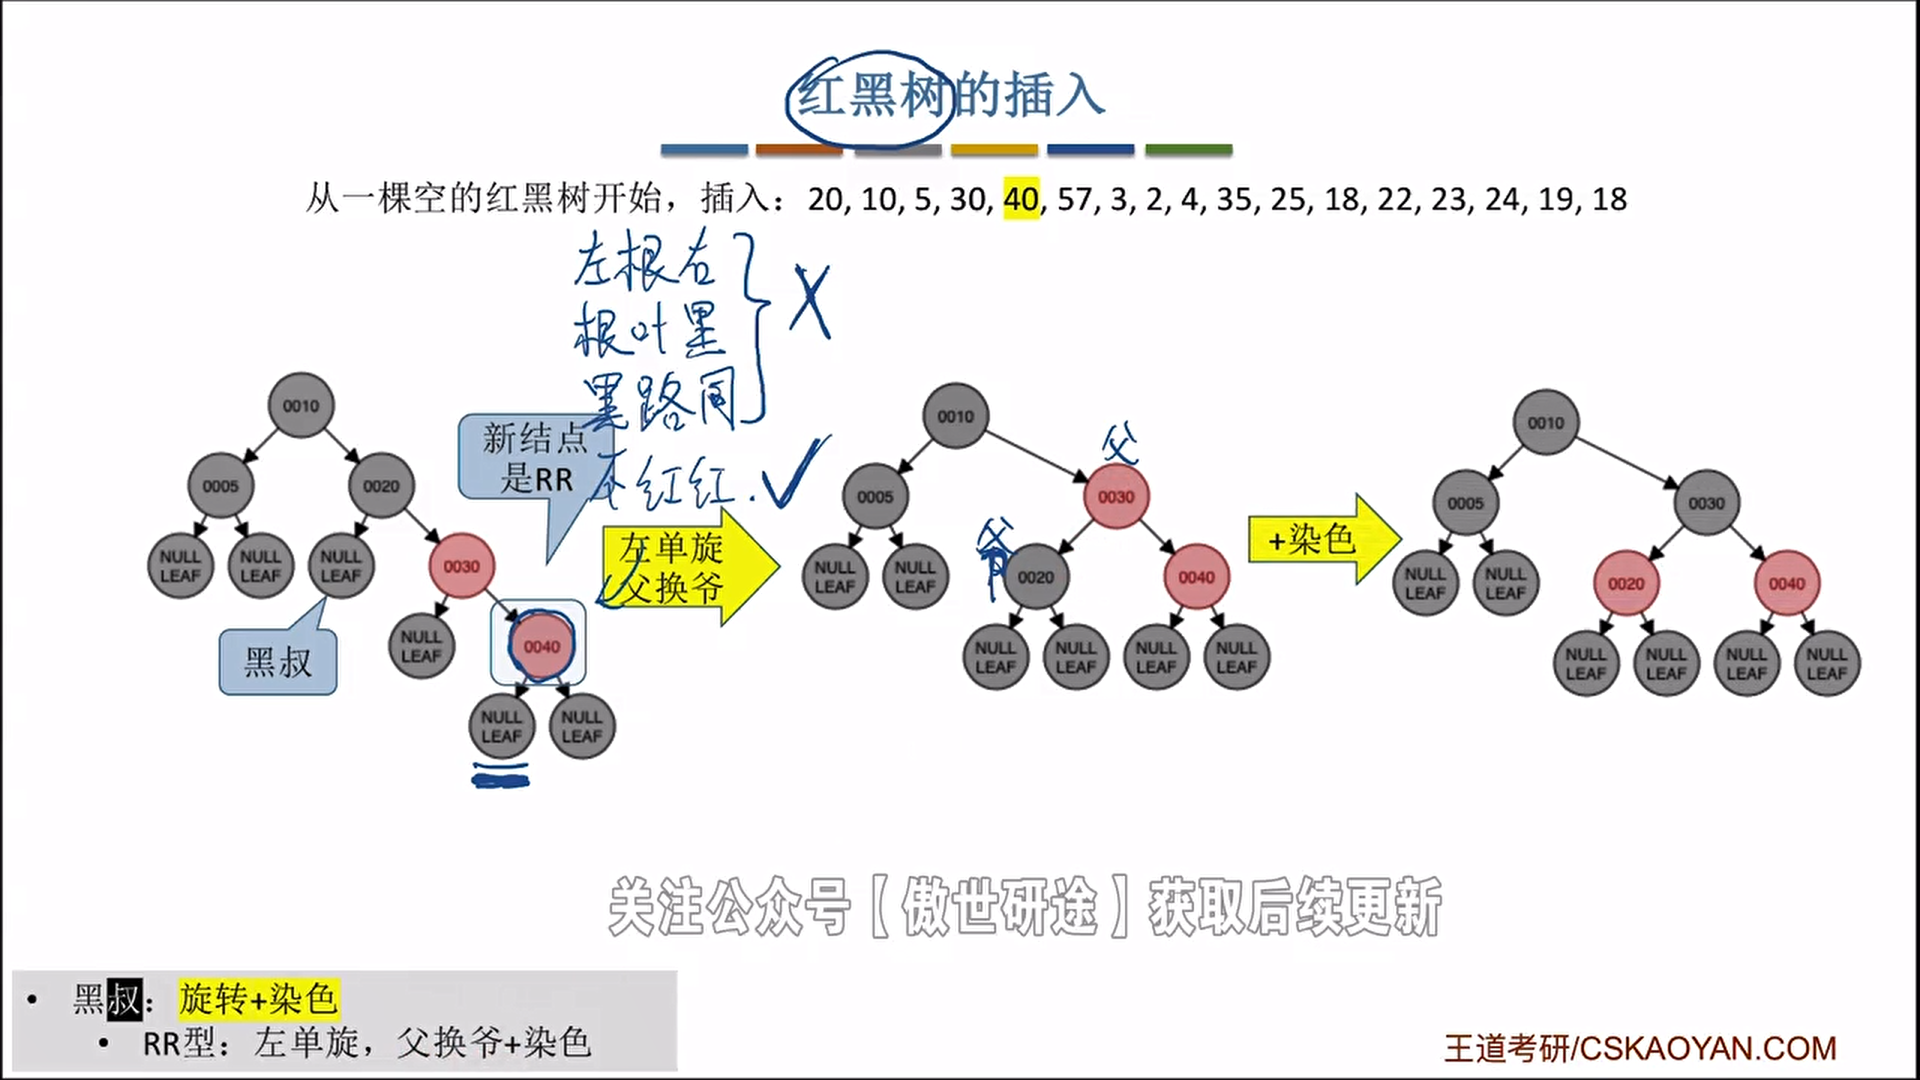 红黑树的插入
从一棵空的红黑树开始，插入：20, 10, 5, 30, 40, 57, 3, 2, 4, 35, 25, 18, 22, 23, 24, 19, 18
左根右
根叶黑
黑路同
不红红.
新结点
是RR
左单旋
父换爷
+染色
黑叔
0010
0005
0020
NULL LEAF
NULL LEAF
NULL LEAF
0030
NULL LEAF
0040
NULL LEAF
NULL LEAF
父
爷
0010
0005
0030
NULL LEAF
NULL LEAF
0020
0040
NULL LEAF
NULL LEAF
NULL LEAF
NULL LEAF
0010
0005
0030
NULL LEAF
NULL LEAF
0020
0040
NULL LEAF
NULL LEAF
NULL LEAF
NULL LEAF
关注公众号【傲世研途】获取后续更新
• 黑叔：旋转+染色
• RR型：左单旋，父换爷+染色
王道考研/CSKAOYAN.COM